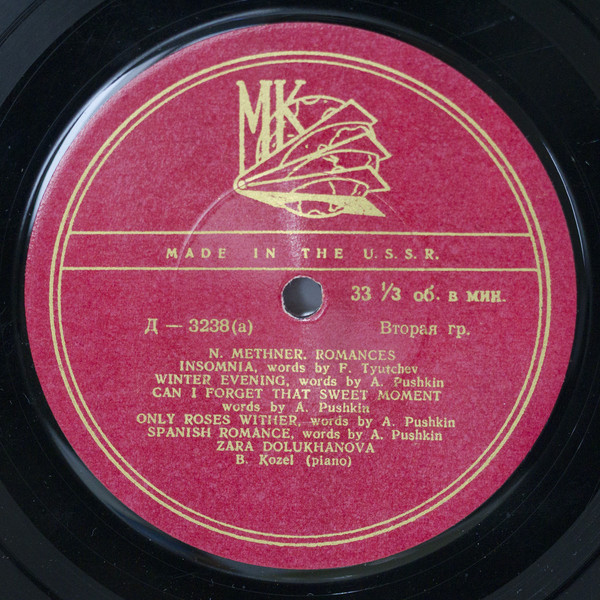 MK
MADE IN THE U.S.S.R.
33 ⅓ об. в мин.
Д — 3238(a) Вторая гр.
N. METHNER. ROMANCES
INSOMNIA, words by F. Tyutchev
WINTER EVENING, words by A. Pushkin
CAN I FORGET THAT SWEET MOMENT
words by A. Pushkin
ONLY ROSES WITHER, words by A. Pushkin
SPANISH ROMANCE, words by A. Pushkin
ZARA DOLUKHANOVA
B. Kozel (piano)